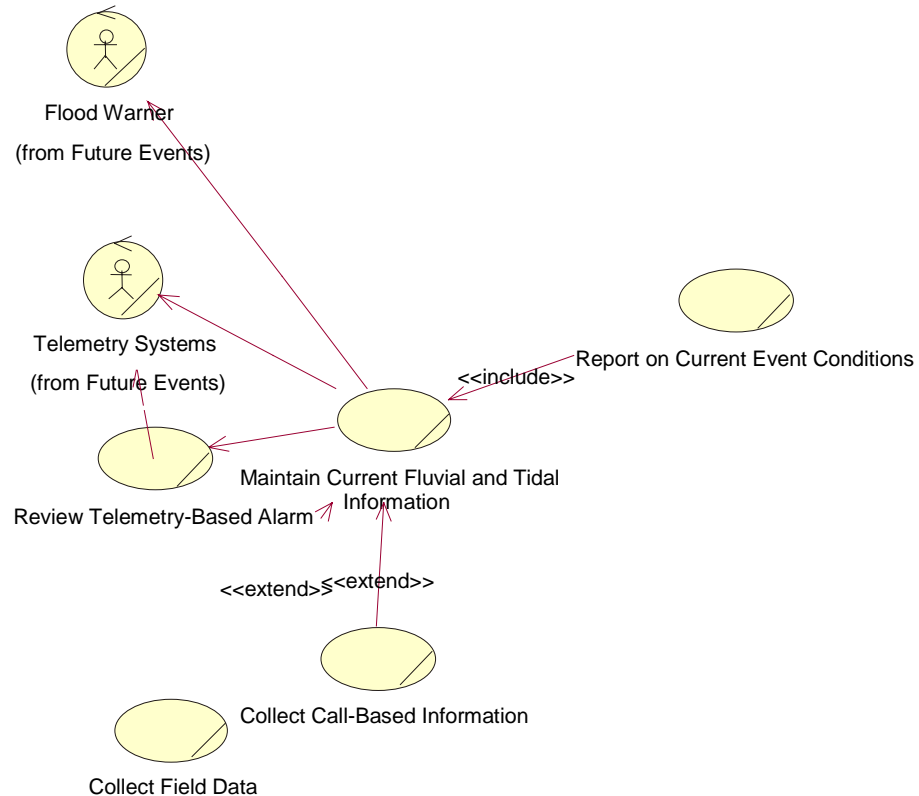 Flood Warner
(from Future Events)
Telemetry Systems
(from Future Events)
Report on Current Event Conditions
<<include>>
Maintain Current Fluvial and Tidal
Information
Review Telemetry-Based Alarm
<<extend>>
<<extend>>
Collect Call-Based Information
Collect Field Data